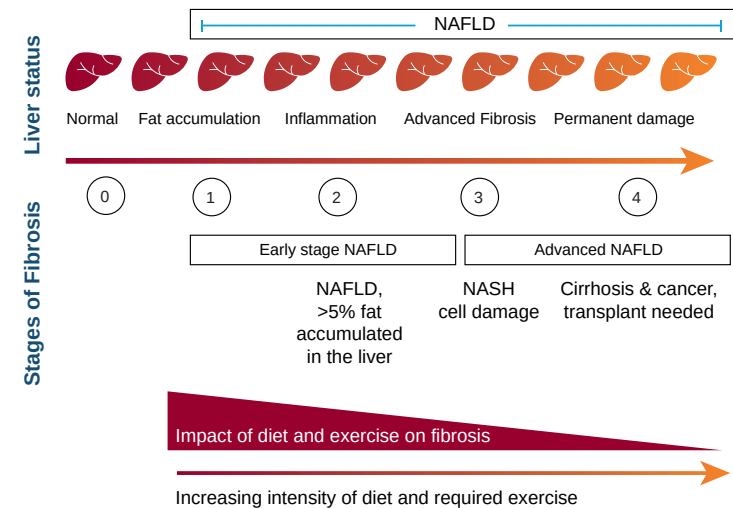 NAFLD
Liver status
Normal
Fat accumulation
Inflammation
Advanced Fibrosis
Permanent damage
Stages of Fibrosis
0
1
2
3
4
Early stage NAFLD
Advanced NAFLD
NAFLD,
>5% fat
accumulated
in the liver
NASH
cell damage
Cirrhosis & cancer,
transplant needed
Impact of diet and exercise on fibrosis
Increasing intensity of diet and required exercise